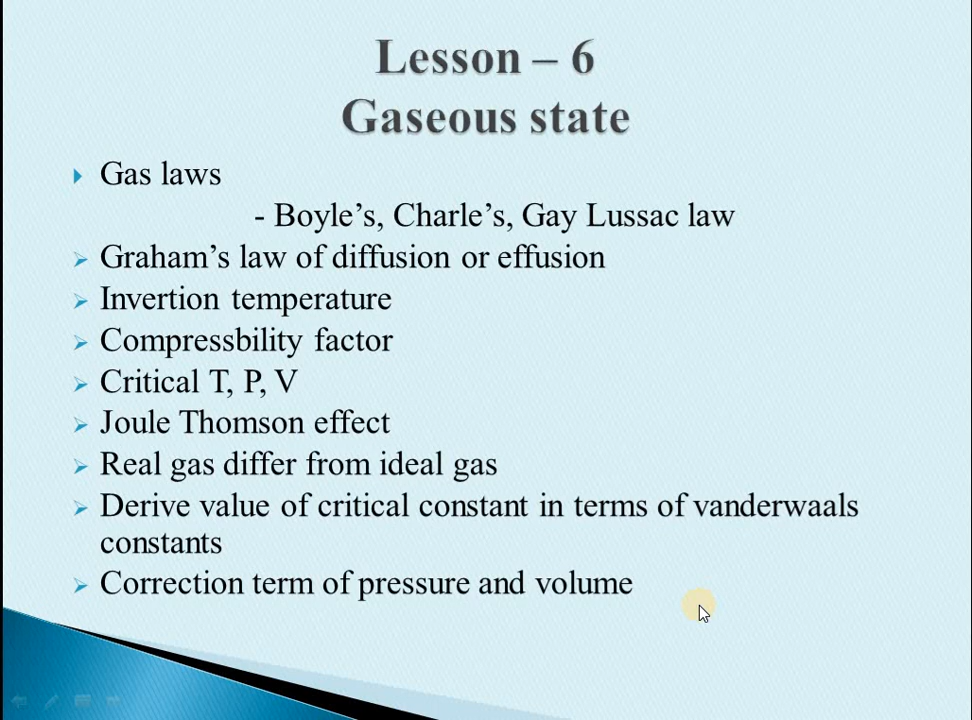 Lesson – 6
Gaseous state
Gas laws
- Boyle’s, Charle’s, Gay Lussac law
Graham’s law of diffusion or effusion
Invertion temperature
Compressbility factor
Critical T, P, V
Joule Thomson effect
Real gas differ from ideal gas
Derive value of critical constant in terms of vanderwaals
constants
Correction term of pressure and volume